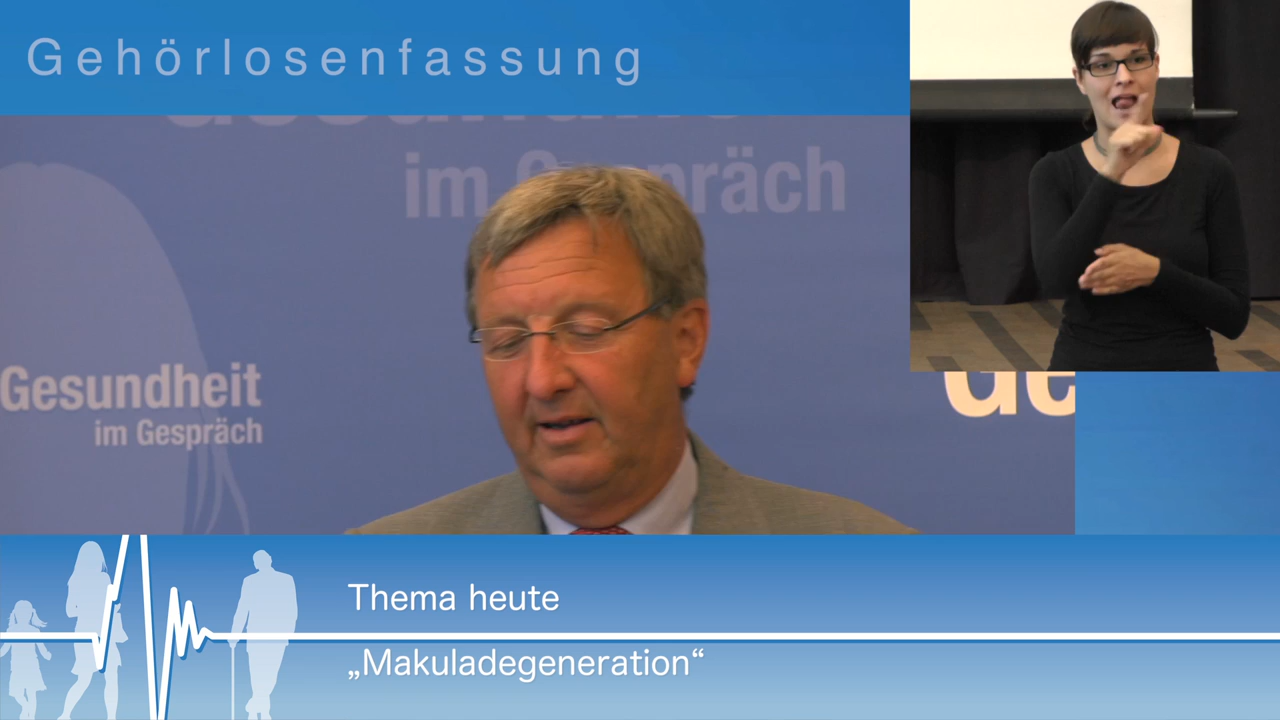 Gehörlosenfassung
im Gespräch
Gesundheit
im Gespräch
Thema heute
„Makuladegeneration“